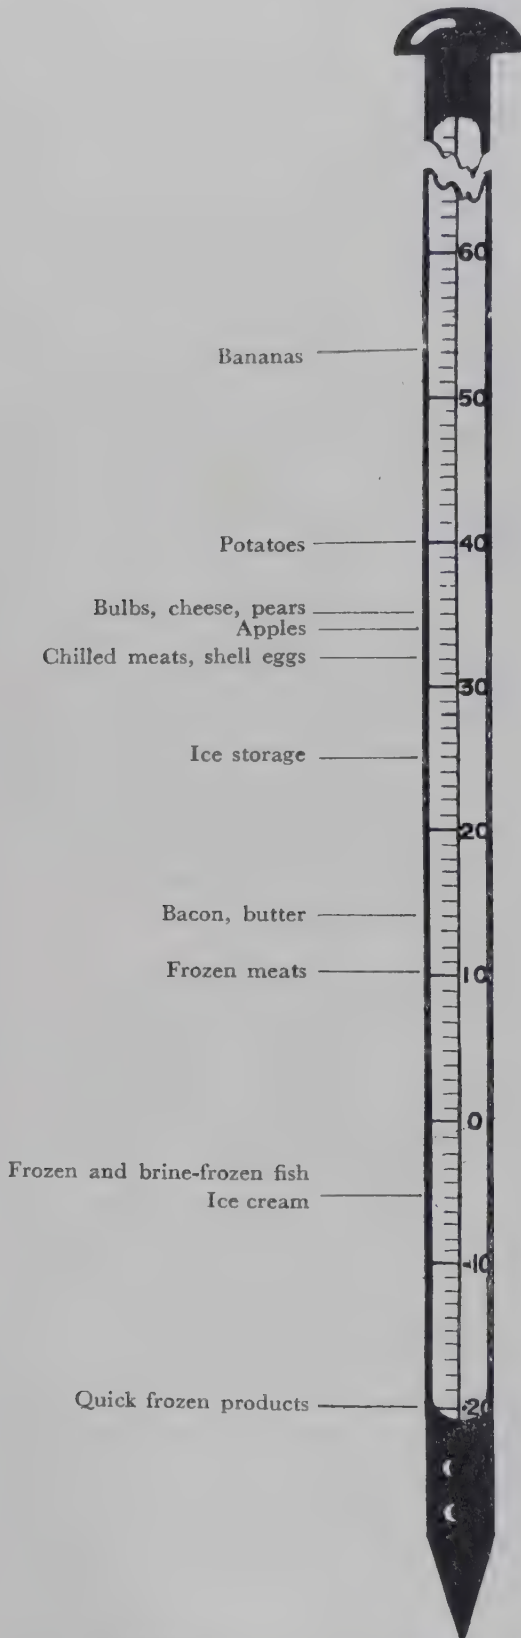 60
Bananas
50
Potatoes
40
Bulbs, cheese, pears
Apples
Chilled meats, shell eggs
30
Ice storage
20
Bacon, butter
Frozen meats
10
0
Frozen and brine-frozen fish
Ice cream
-10
Quick frozen products
-20